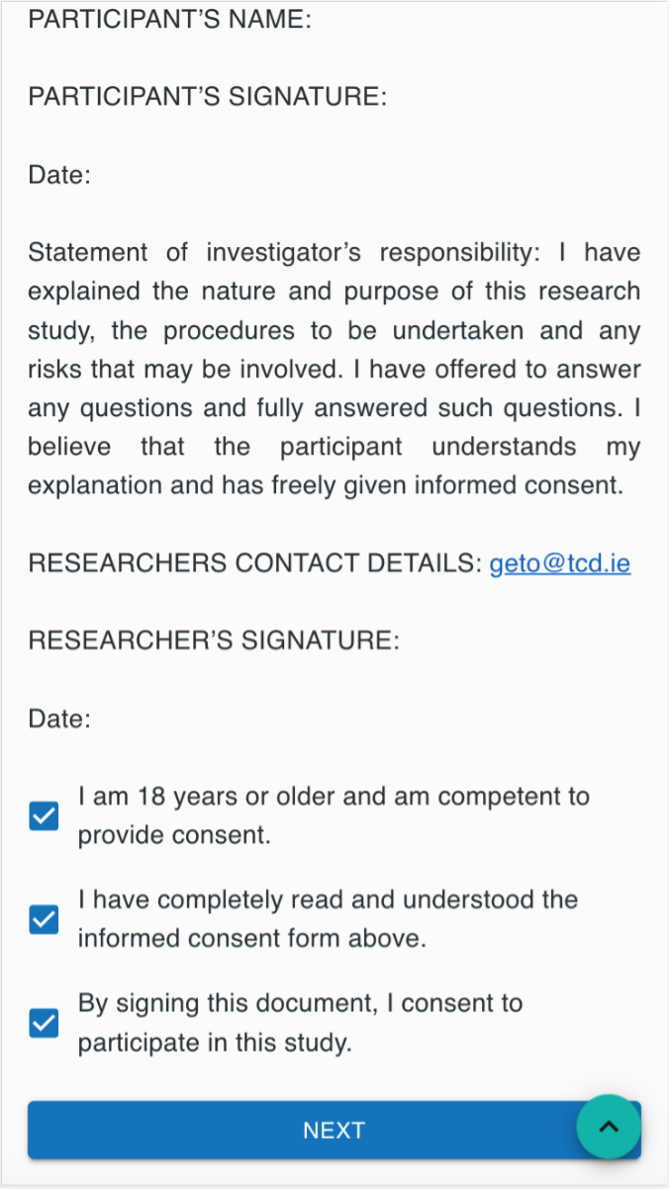 PARTICIPANT’S NAME:
PARTICIPANT’S SIGNATURE:
Date:
Statement of investigator’s responsibility: I have
explained the nature and purpose of this research
study, the procedures to be undertaken and any
risks that may be involved. I have offered to answer
any questions and fully answered such questions. I
believe that the participant understands my
explanation and has freely given informed consent.
RESEARCHERS CONTACT DETAILS: geto@tcd.ie
RESEARCHER’S SIGNATURE:
Date:
I am 18 years or older and am competent to
provide consent.
I have completely read and understood the
informed consent form above.
By signing this document, I consent to
participate in this study.
NEXT